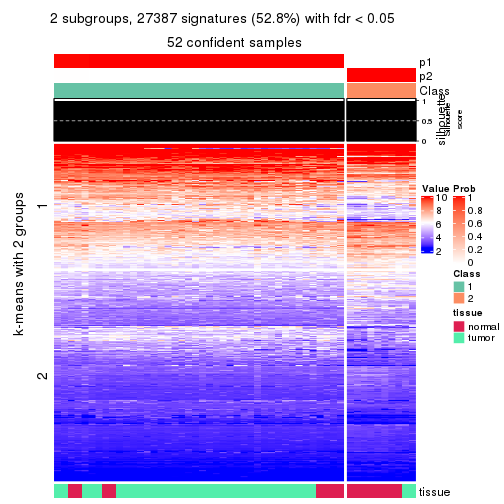 2 subgroups, 27387 signatures (52.8%) with fdr < 0.05
52 confident samples
p1
p2
Class
1
0.5
0
silhouette
Silhouette
score
k-means with 2 groups
1
2
Value
10
8
6
4
2
Prob
1
0.8
0.6
0.4
0.2
0
Class
1
2
tissue
normal
tumor
tissue